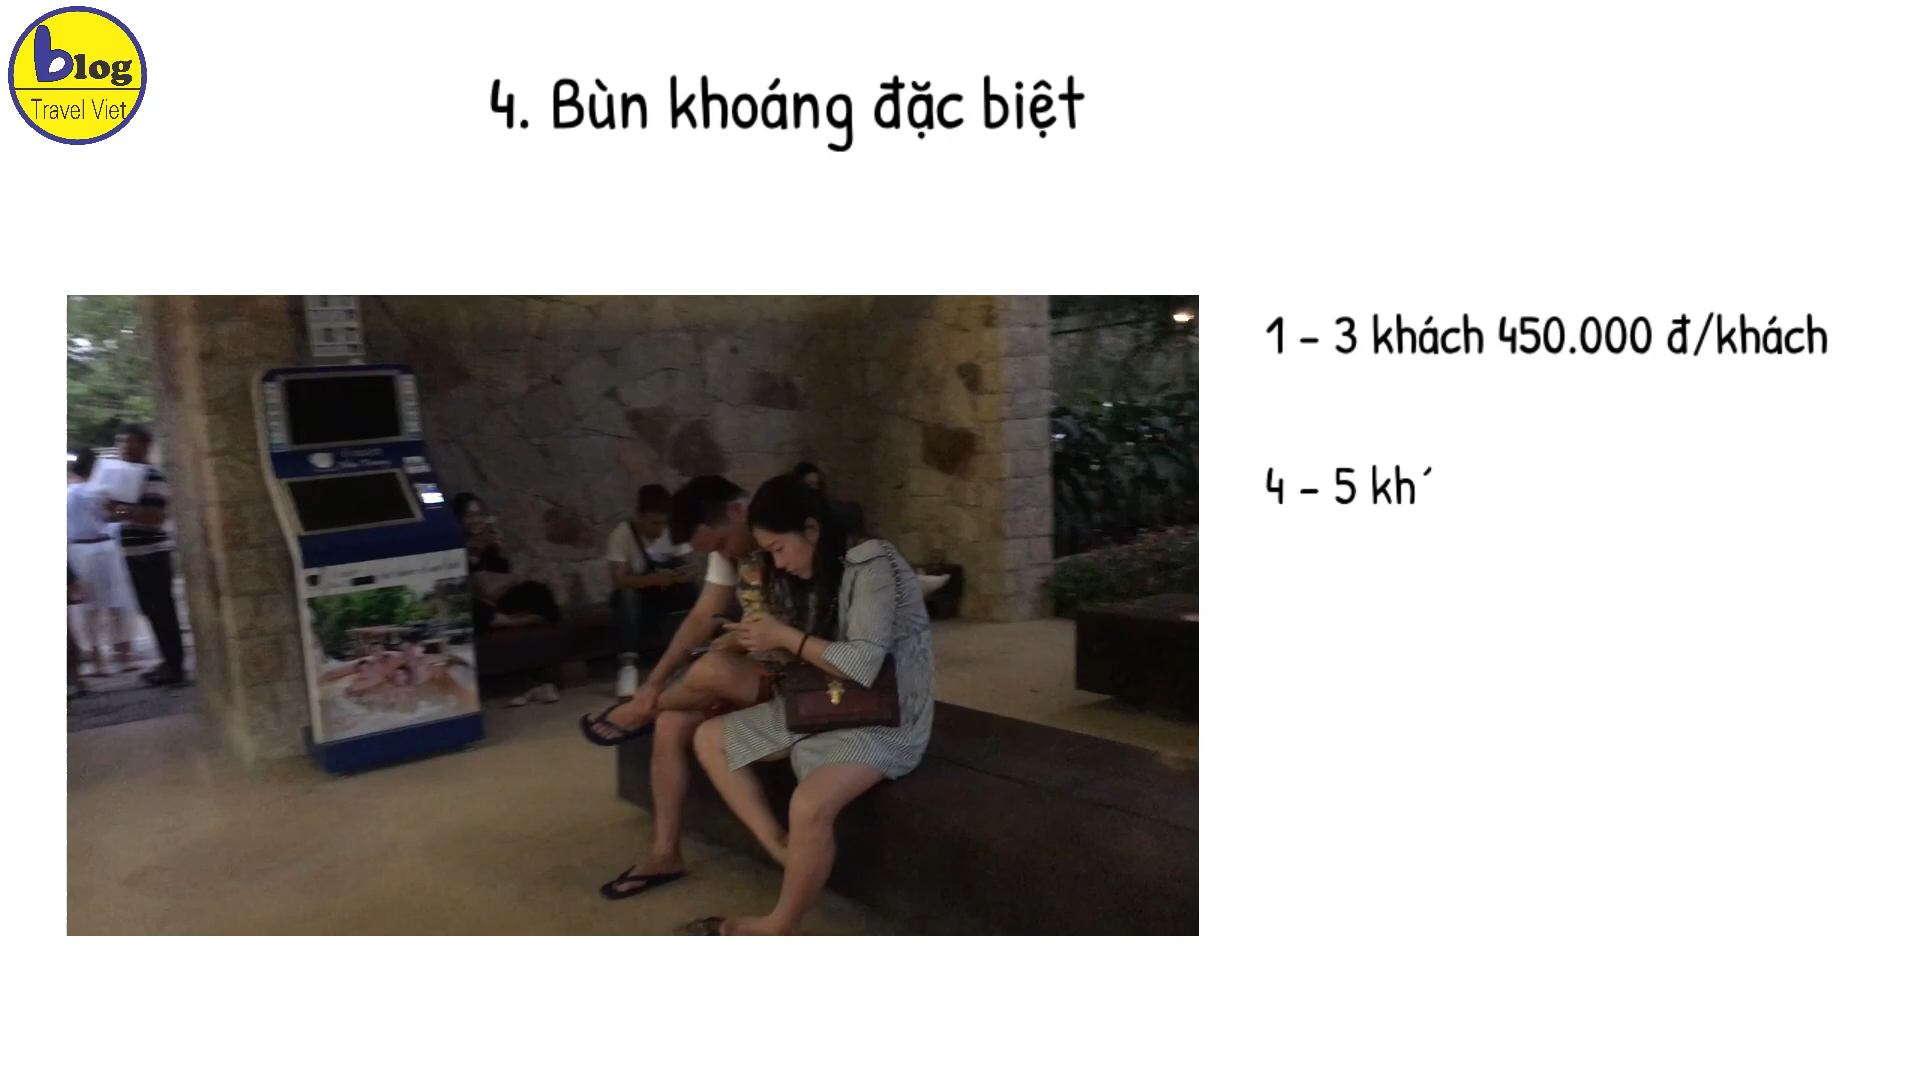 blog
Travel Viet
4. Bùn khoáng đặc biệt
1 - 3 khách 450.000 đ/khách
4 - 5 kh´